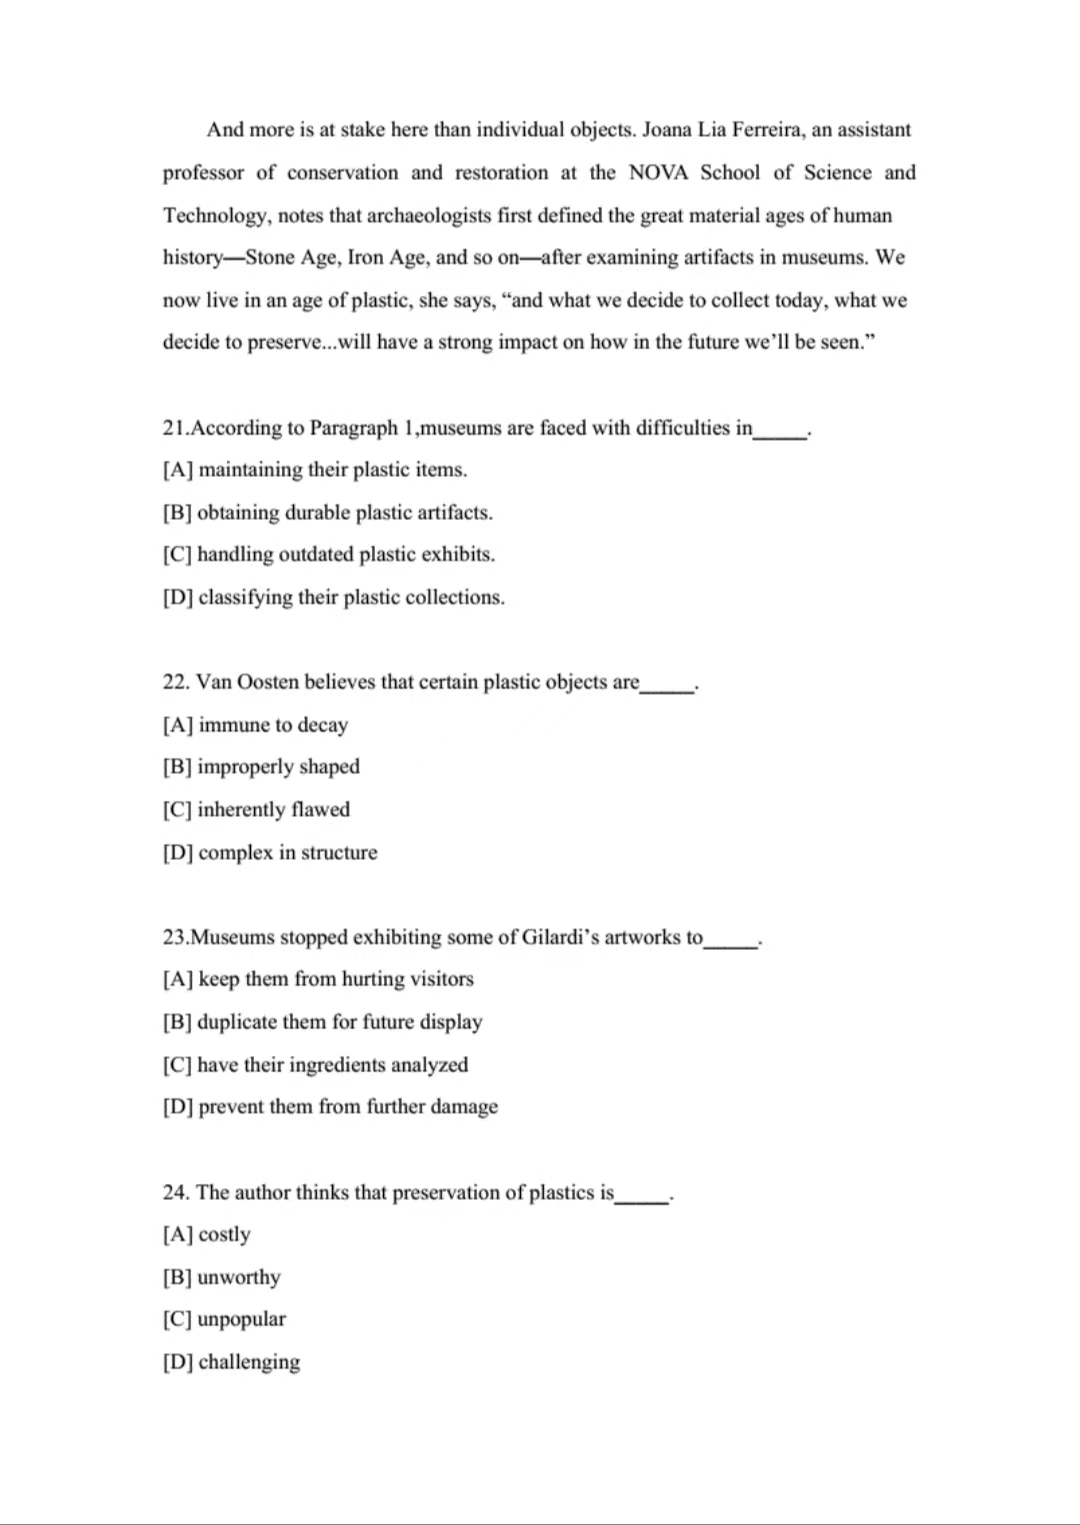 And more is at stake here than individual objects. Joana Lia Ferreira, an assistant
professor of conservation and restoration at the NOVA School of Science and
Technology, notes that archaeologists first defined the great material ages of human
history—Stone Age, Iron Age, and so on—after examining artifacts in museums. We
now live in an age of plastic, she says, “and what we decide to collect today, what we
decide to preserve...will have a strong impact on how in the future we’ll be seen.”
21.According to Paragraph 1,museums are faced with difficulties in_____.
[A] maintaining their plastic items.
[B] obtaining durable plastic artifacts.
[C] handling outdated plastic exhibits.
[D] classifying their plastic collections.
22. Van Oosten believes that certain plastic objects are_____.
[A] immune to decay
[B] improperly shaped
[C] inherently flawed
[D] complex in structure
23.Museums stopped exhibiting some of Gilardi’s artworks to_____.
[A] keep them from hurting visitors
[B] duplicate them for future display
[C] have their ingredients analyzed
[D] prevent them from further damage
24. The author thinks that preservation of plastics is_____.
[A] costly
[B] unworthy
[C] unpopular
[D] challenging